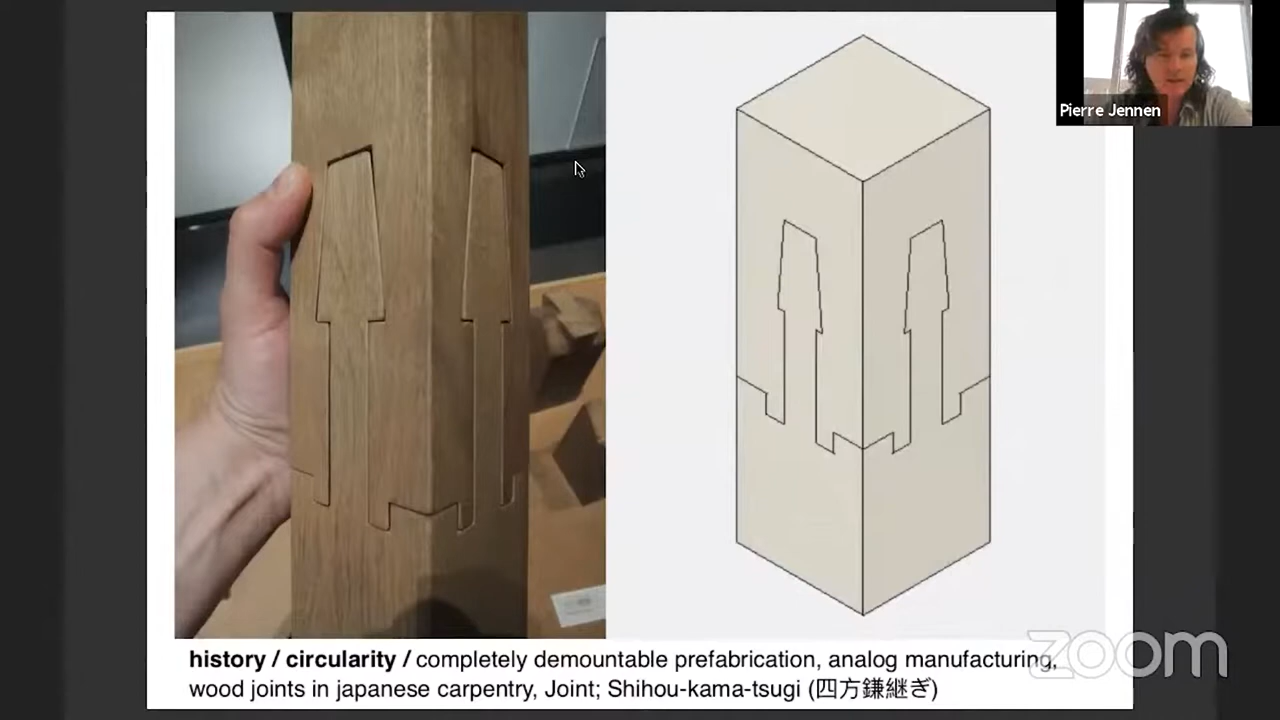 Pierre Jennen
history / circularity / completely demountable prefabrication, analog manufacturing,
wood joints in japanese carpentry, Joint; Shihou-kama-tsugi (四方鎌継ぎ)
zoom